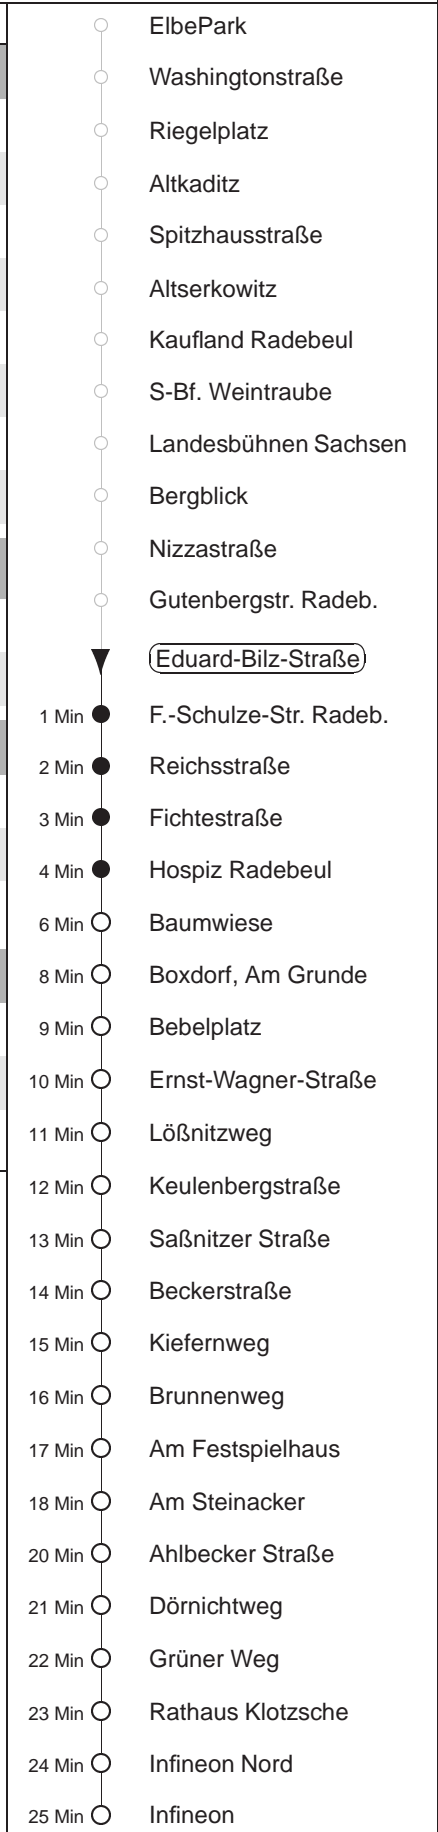 ElbePark
Washingtonstraße
Riegelplatz
Altkaditz
Spitzhausstraße
Altserkowitz
Kaufland Radebeul
S-Bf. Weintraube
Landesbühnen Sachsen
Bergblick
Nizzastraße
Gutenbergstr. Radeb.
Eduard-Bilz-Straße
1 Min F.-Schulze-Str. Radeb.
2 Min Reichsstraße
3 Min Fichtestraße
4 Min Hospiz Radebeul
6 Min Baumwiese
8 Min Boxdorf, Am Grunde
9 Min Bebelplatz
10 Min Ernst-Wagner-Straße
11 Min Lößnitzweg
12 Min Keulenbergstraße
13 Min Saßnitzer Straße
14 Min Beckerstraße
15 Min Kiefernweg
16 Min Brunnenweg
17 Min Am Festspielhaus
18 Min Am Steinacker
20 Min Ahlbecker Straße
21 Min Dörnichtweg
22 Min Grüner Weg
23 Min Rathaus Klotzsche
24 Min Infineon Nord
25 Min Infineon